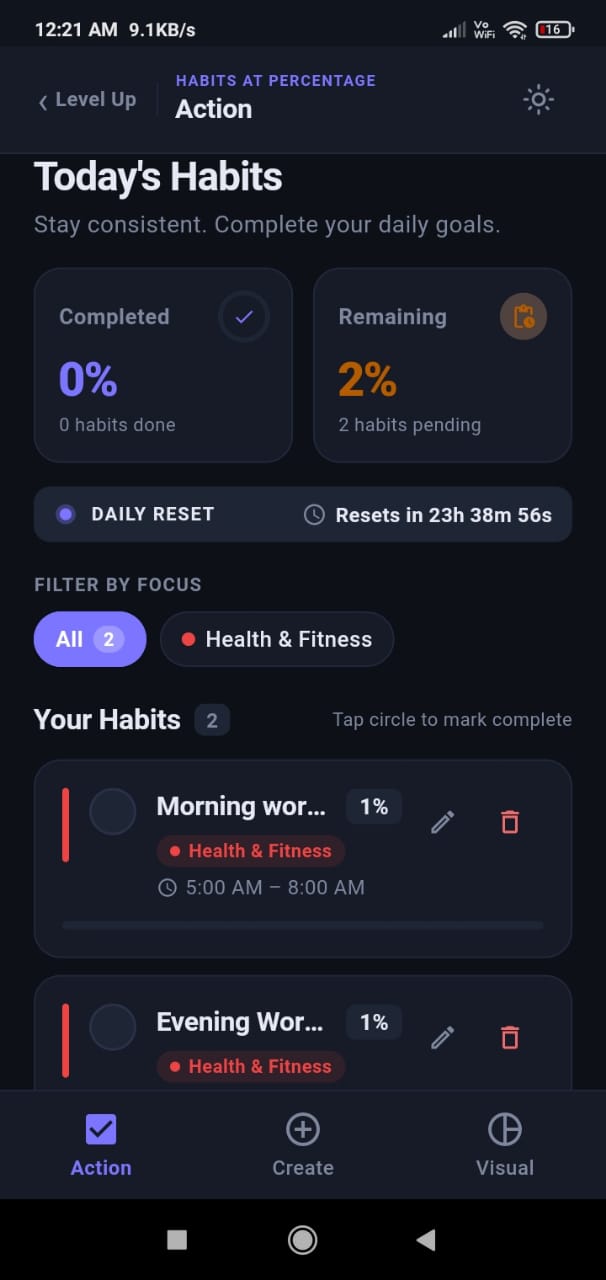 12:21 AM 9.1KB/s Vo WiFi 16
HABITS AT PERCENTAGE
‹ Level Up
Action
Today's Habits
Stay consistent. Complete your daily goals.
Completed
Remaining
0%
2%
0 habits done
2 habits pending
DAILY RESET
Resets in 23h 38m 56s
FILTER BY FOCUS
All 2
Health & Fitness
Your Habits 2
Tap circle to mark complete
Morning wor... 1%
Health & Fitness
5:00 AM – 8:00 AM
Evening Wor... 1%
Health & Fitness
Action
Create
Visual